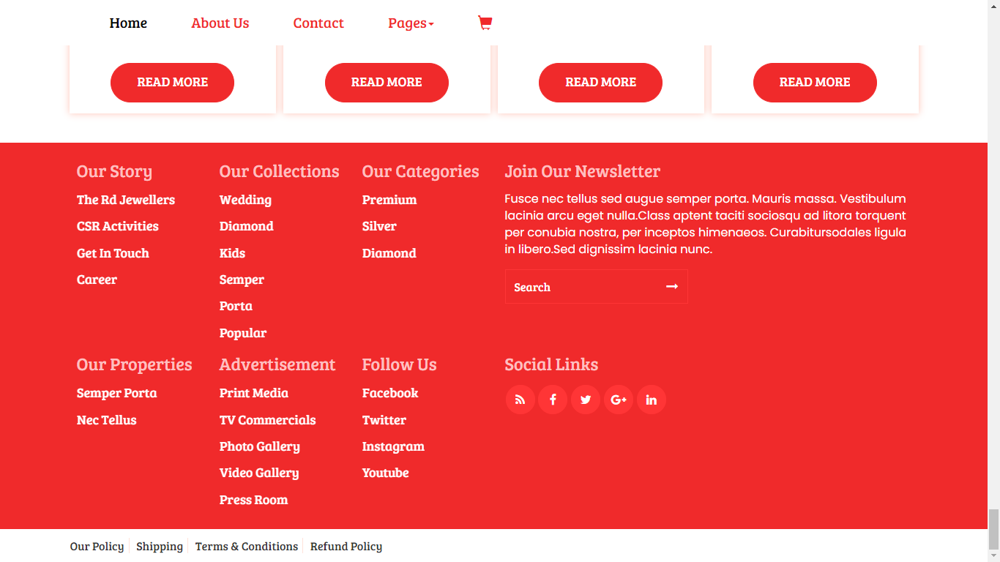 Home
About Us
Contact
Pages
READ MORE
READ MORE
READ MORE
READ MORE
Our Story
The Rd Jewellers
CSR Activities
Get In Touch
Career
Our Collections
Wedding
Diamond
Kids
Semper
Porta
Popular
Our Categories
Premium
Silver
Diamond
Join Our Newsletter
Fusce nec tellus sed augue semper porta. Mauris massa. Vestibulum
lacinia arcu eget nulla.Class aptent taciti sociosqu ad litora torquent
per conubia nostra, per inceptos himenaeos. Curabitursodales ligula
in libero.Sed dignissim lacinia nunc.
Search
Our Properties
Semper Porta
Nec Tellus
Advertisement
Print Media
TV Commercials
Photo Gallery
Video Gallery
Press Room
Follow Us
Facebook
Twitter
Instagram
Youtube
Social Links
Our Policy
Shipping
Terms & Conditions
Refund Policy